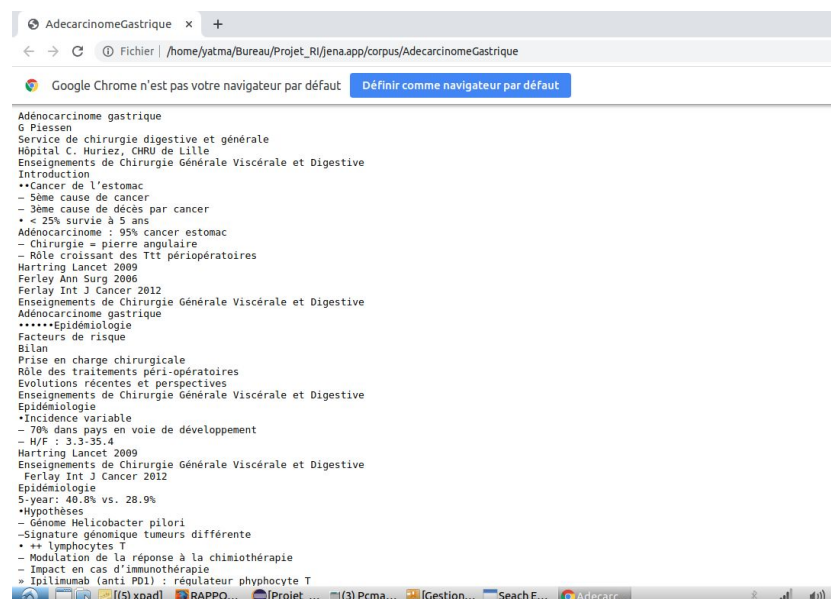 AdecarcinomeGastrique
Fichier | /home/yatma/Bureau/Projet_RI/jena.app/corpus/AdecarcinomeGastrique
Google Chrome n'est pas votre navigateur par défaut Définir comme navigateur par défaut
Adénocarcinome gastrique
G Piessen
Service de chirurgie digestive et générale
Hôpital C. Huriez, CHRU de Lille
Enseignements de Chirurgie Générale Viscérale et Digestive
Introduction
••Cancer de l'estomac
– 5ème cause de cancer
– 3ème cause de décès par cancer
• < 25% survie à 5 ans
Adénocarcinome : 95% cancer estomac
– Chirurgie = pierre angulaire
– Rôle croissant des Ttt périopératoires
Hartring Lancet 2009
Ferley Ann Surg 2006
Ferlay Int J Cancer 2012
Enseignements de Chirurgie Générale Viscérale et Digestive
Adénocarcinome gastrique
••••••Epidémiologie
Facteurs de risque
Bilan
Prise en charge chirurgicale
Rôle des traitements péri-opératoires
Evolutions récentes et perspectives
Enseignements de Chirurgie Générale Viscérale et Digestive
Epidémiologie
•Incidence variable
– 70% dans pays en voie de développement
– H/F : 3.3-35.4
Hartring Lancet 2009
Enseignements de Chirurgie Générale Viscérale et Digestive
Ferlay Int J Cancer 2012
Epidémiologie
5-year: 40.8% vs. 28.9%
•Hypothèses
– Génome Helicobacter pilori
–Signature génomique tumeurs différente
• ++ lymphocytes T
– Modulation de la réponse à la chimiothérapie
– Impact en cas d'immunothérapie
» Ipilimumab (anti PD1) : régulateur phyphocyte T
[(5) xpad] RAPPO... [Projet ... (3) Pcma... [Gestion... Seach E... Adecarc...